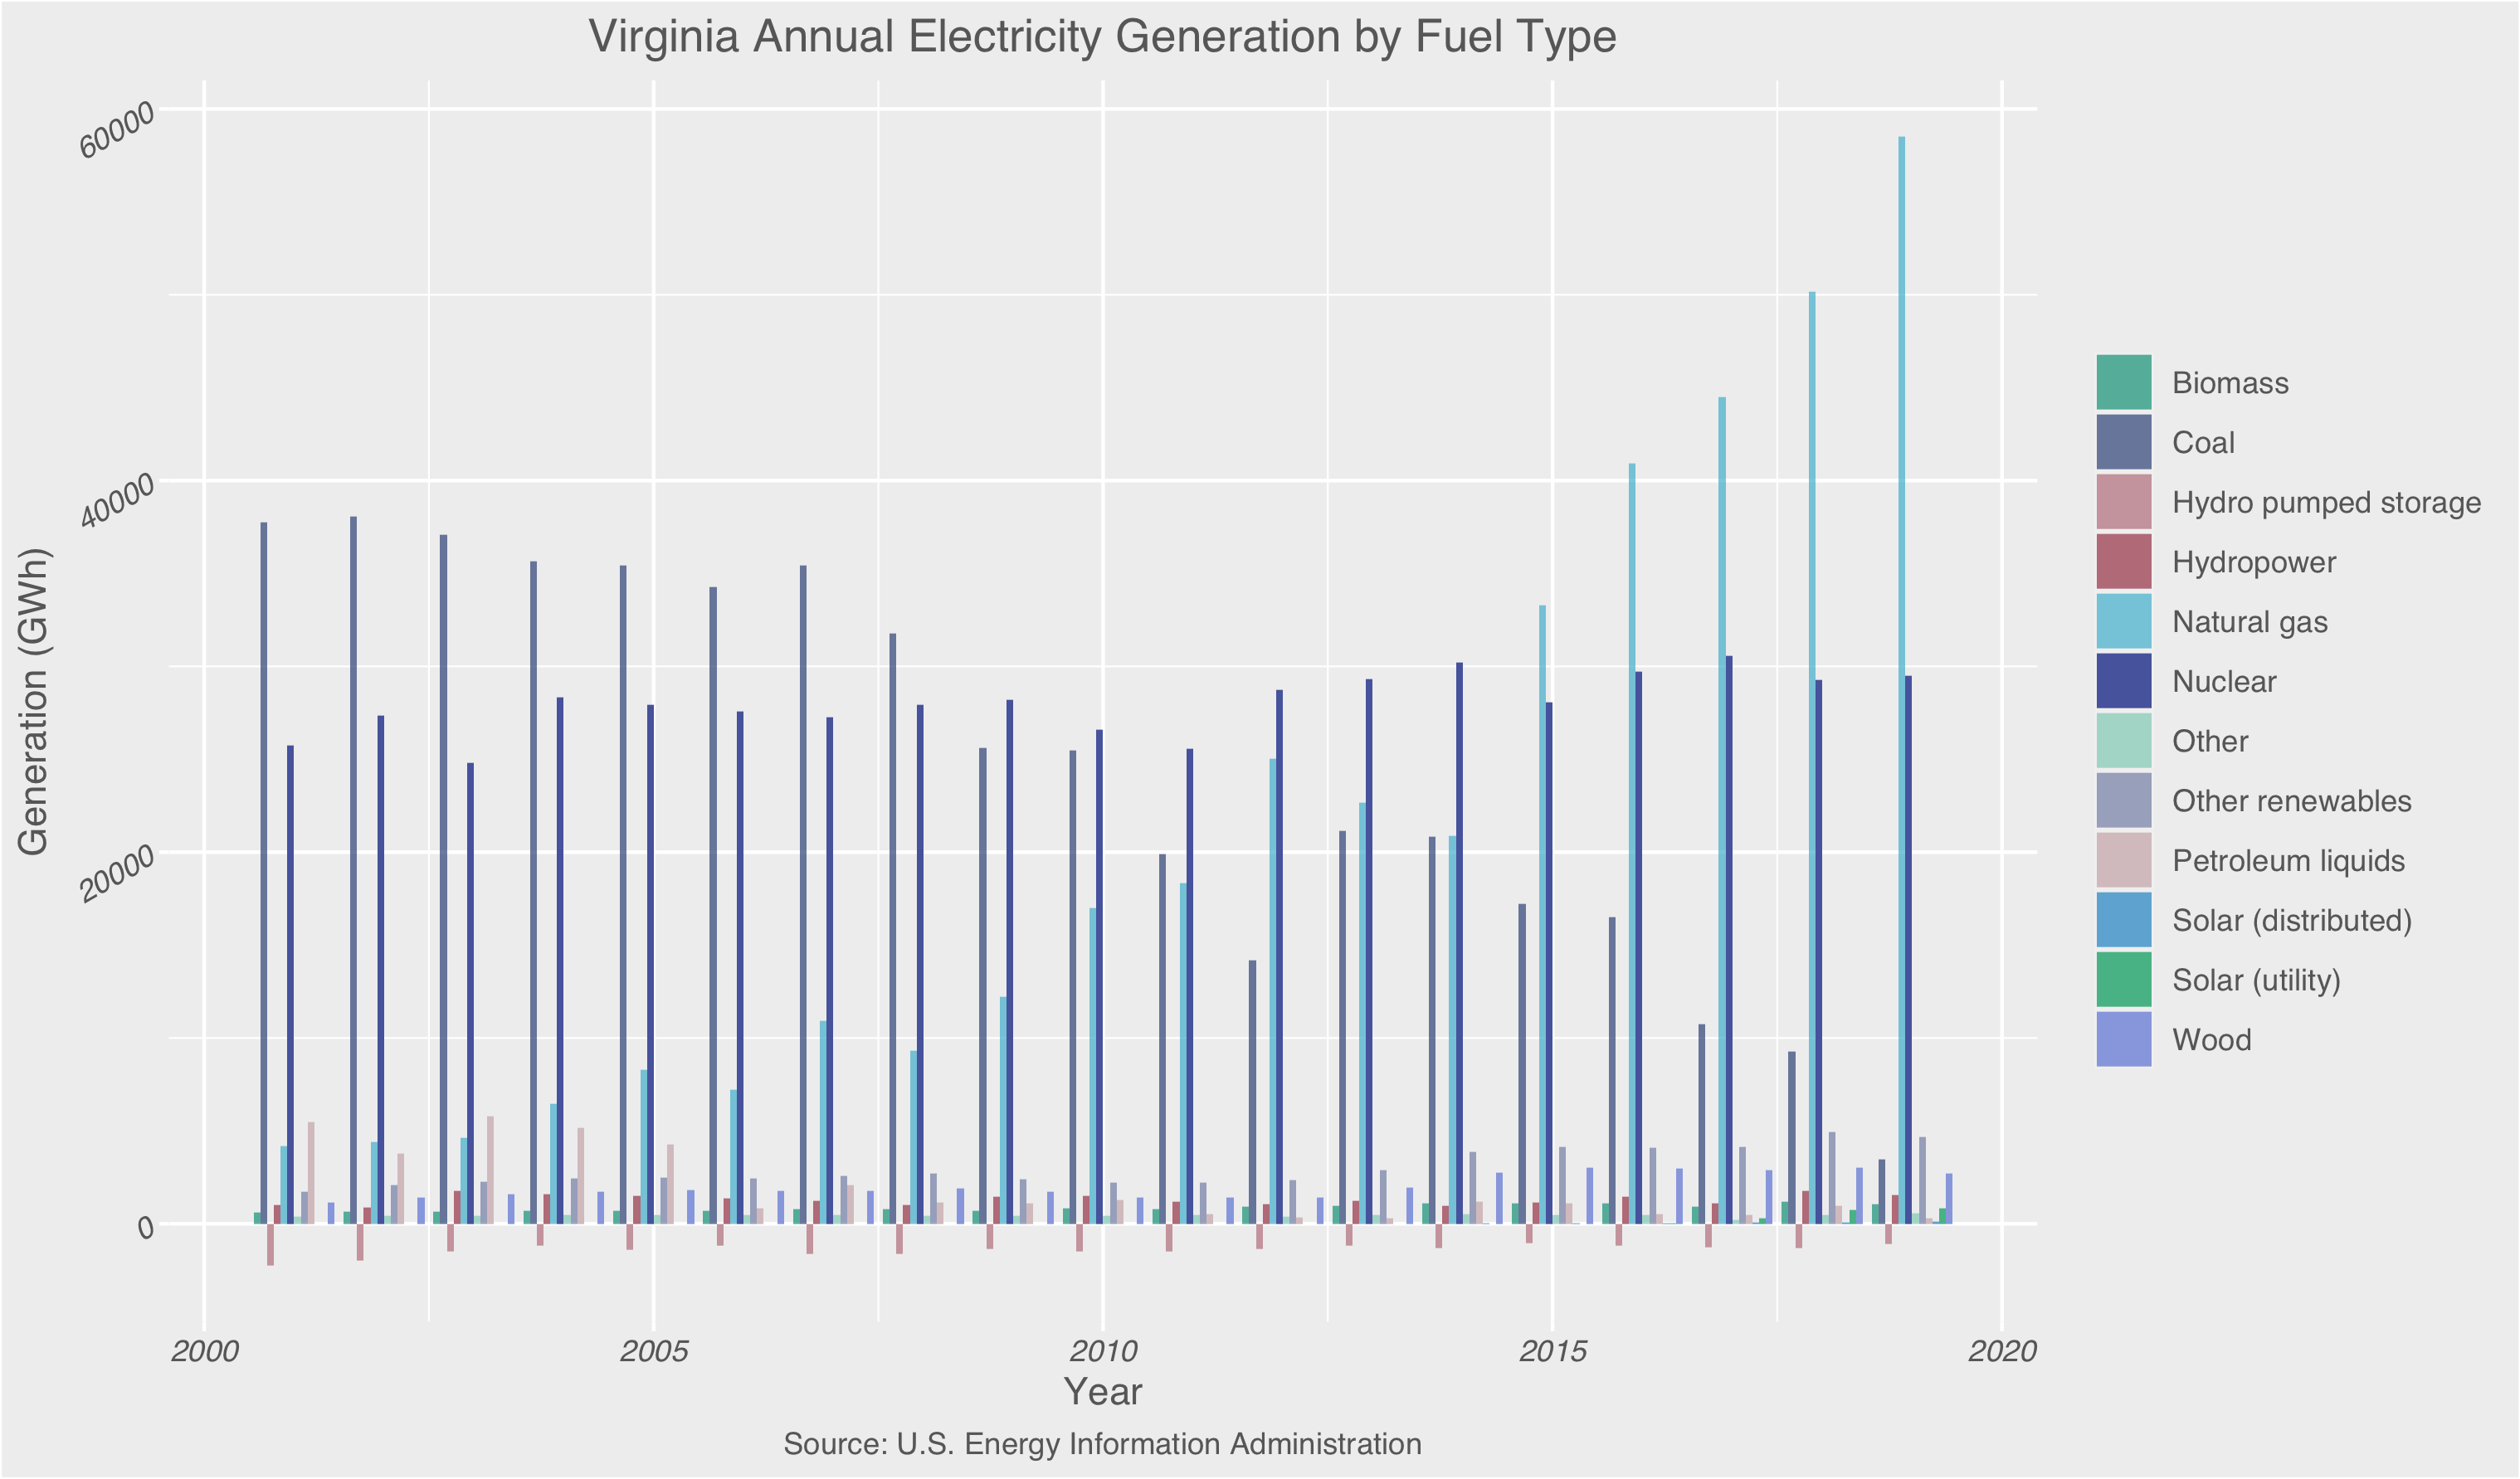 Virginia Annual Electricity Generation by Fuel Type
Generation (GWh)
60000
40000
20000
0
2000
2005
2010
2015
2020
Year
Source: U.S. Energy Information Administration
Biomass
Coal
Hydro pumped storage
Hydropower
Natural gas
Nuclear
Other
Other renewables
Petroleum liquids
Solar (distributed)
Solar (utility)
Wood